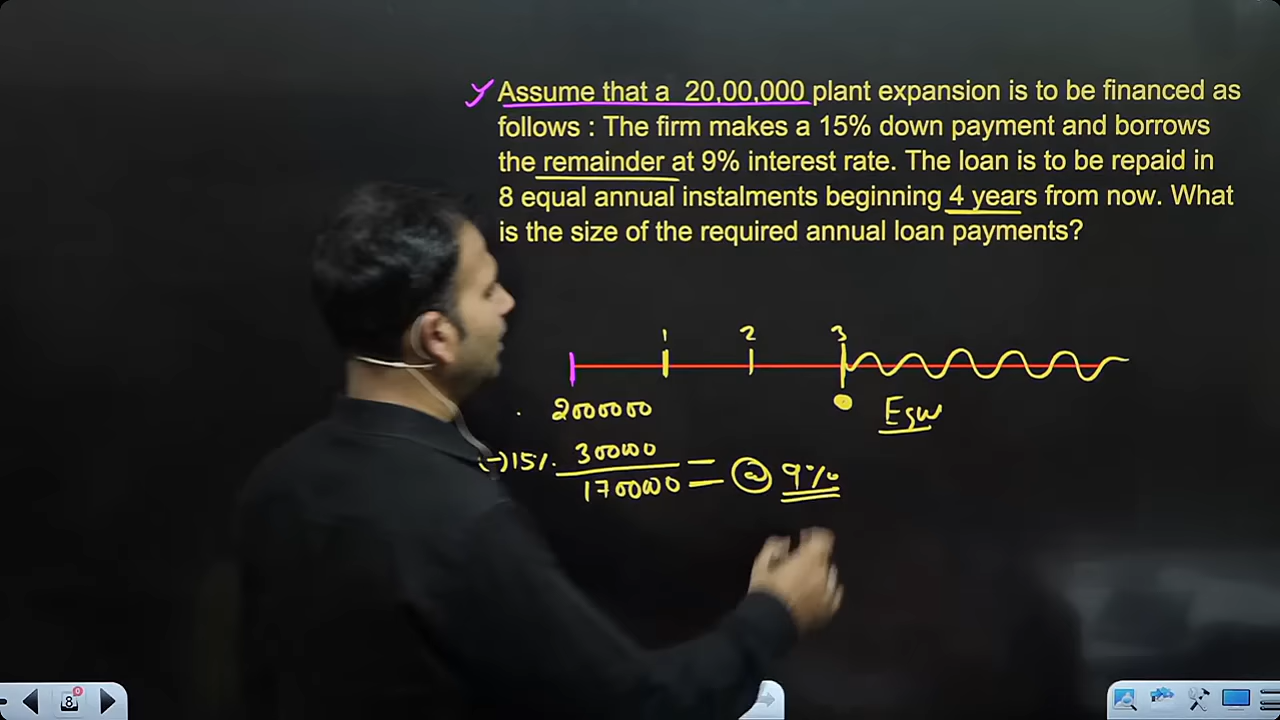 Assume that a 20,00,000 plant expansion is to be financed as
follows : The firm makes a 15% down payment and borrows
the remainder at 9% interest rate. The loan is to be repaid in
8 equal annual instalments beginning 4 years from now. What
is the size of the required annual loan payments?
1 2 3
2000000 Equ
(-)15%. 300000
1700000 = @ 9%
8 0